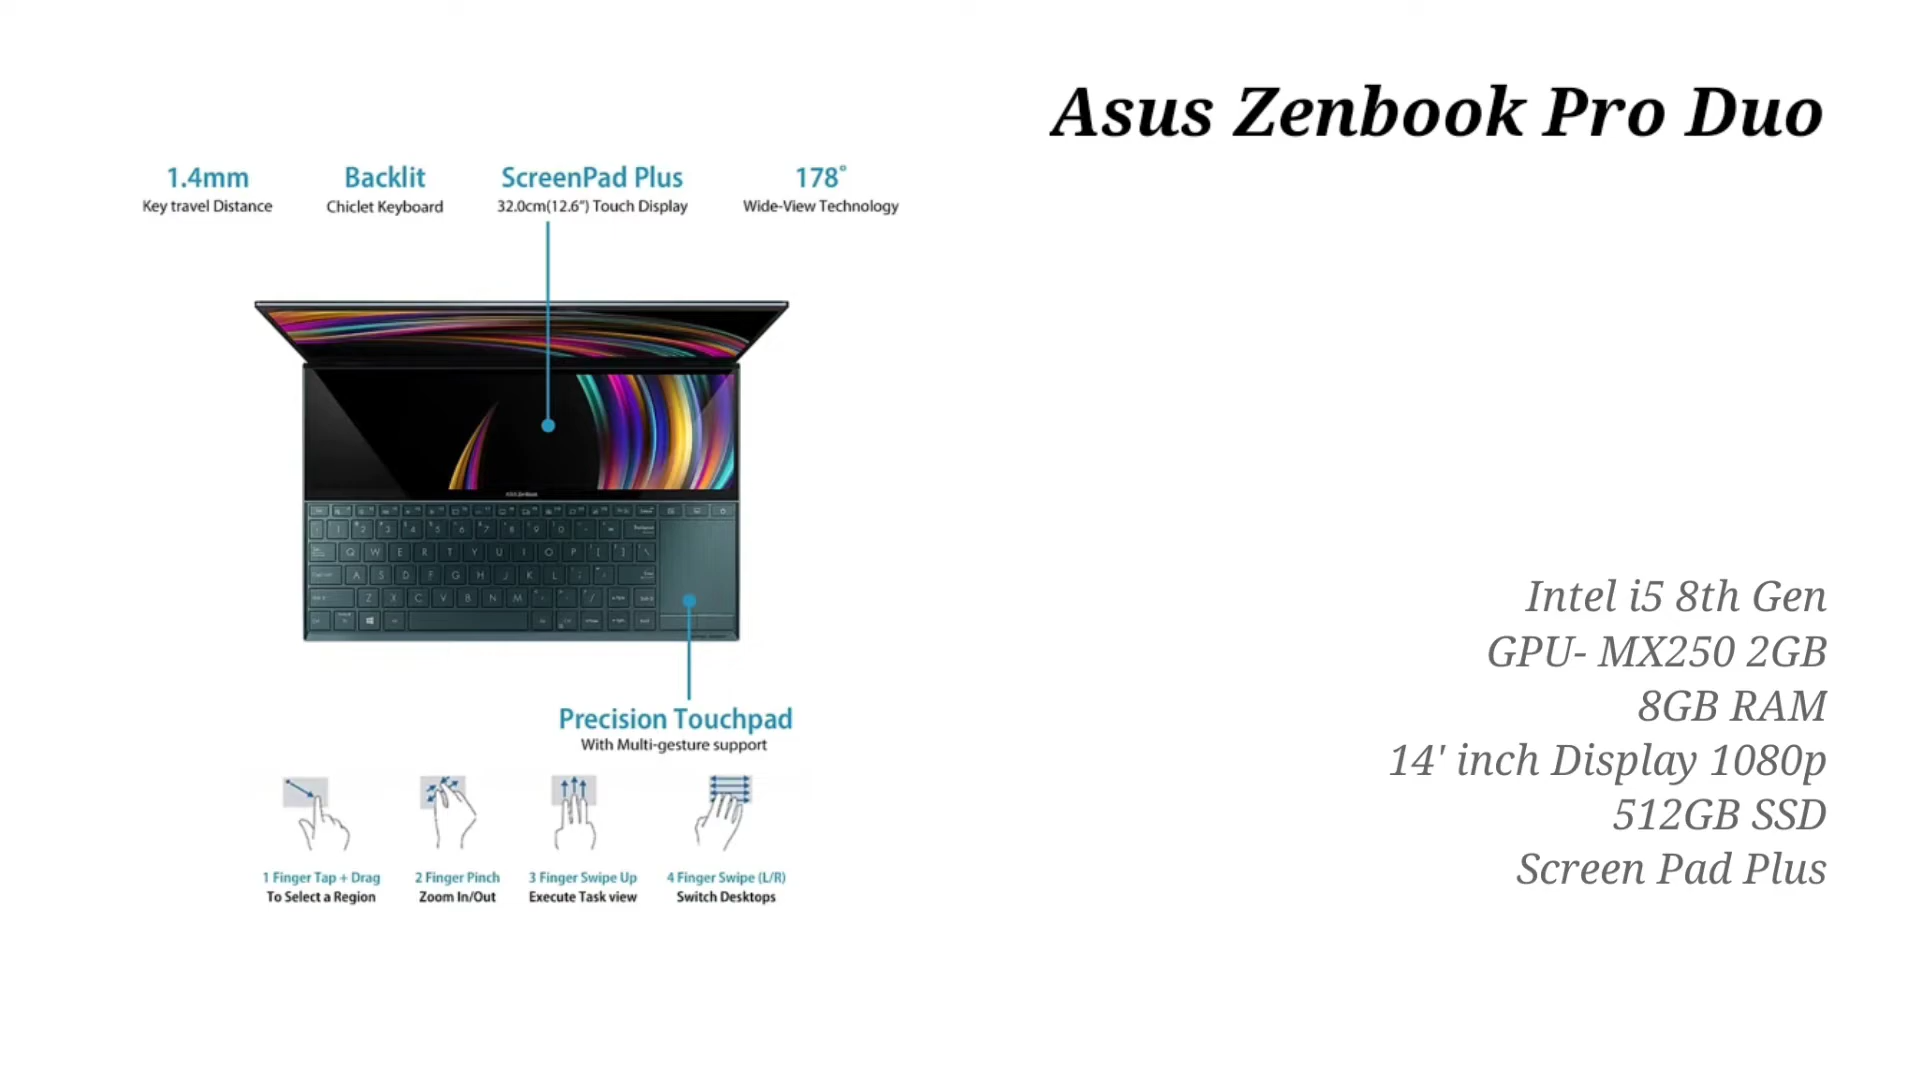 Asus Zenbook Pro Duo
1.4mm
Key travel Distance
Backlit
Chiclet Keyboard
ScreenPad Plus
32.0cm(12.6") Touch Display
178°
Wide-View Technology
Q W E R T Y U I O P [ ] \
A S D F G H J K L ;
Z X C V B N M
Precision Touchpad
With Multi-gesture support
1 Finger Tap + Drag
To Select a Region
2 Finger Pinch
Zoom In/Out
3 Finger Swipe Up
Execute Task view
4 Finger Swipe (L/R)
Switch Desktops
Intel i5 8th Gen
GPU- MX250 2GB
8GB RAM
14' inch Display 1080p
512GB SSD
Screen Pad Plus